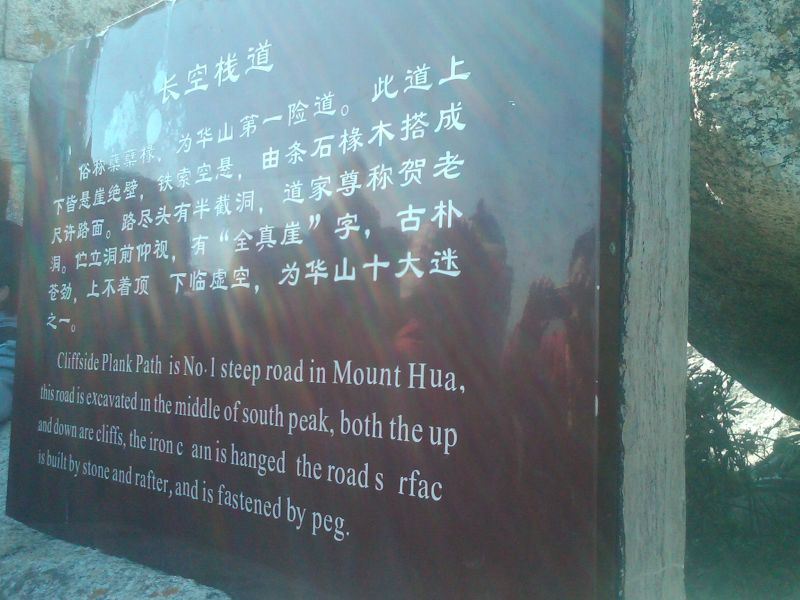 长空栈道
俗称椽, 为华山第一险道。此道上
下皆悬崖绝壁, 铁索空悬, 由条石椽木搭成
尺许路面。路尽头有半截洞, 道家尊称贺老
洞。伫立洞前仰视, 有“全真崖”字, 古朴
苍劲, 上不着顶 下临虚空, 为华山十大迷
之一。
Cliffside Plank Path is No.1 steep road in Mount Hua,
this road is excavated in the middle of south peak, both the up
and down are cliffs, the iron c ain is hanged the road s rfac
is built by stone and rafter, and is fastened by peg.